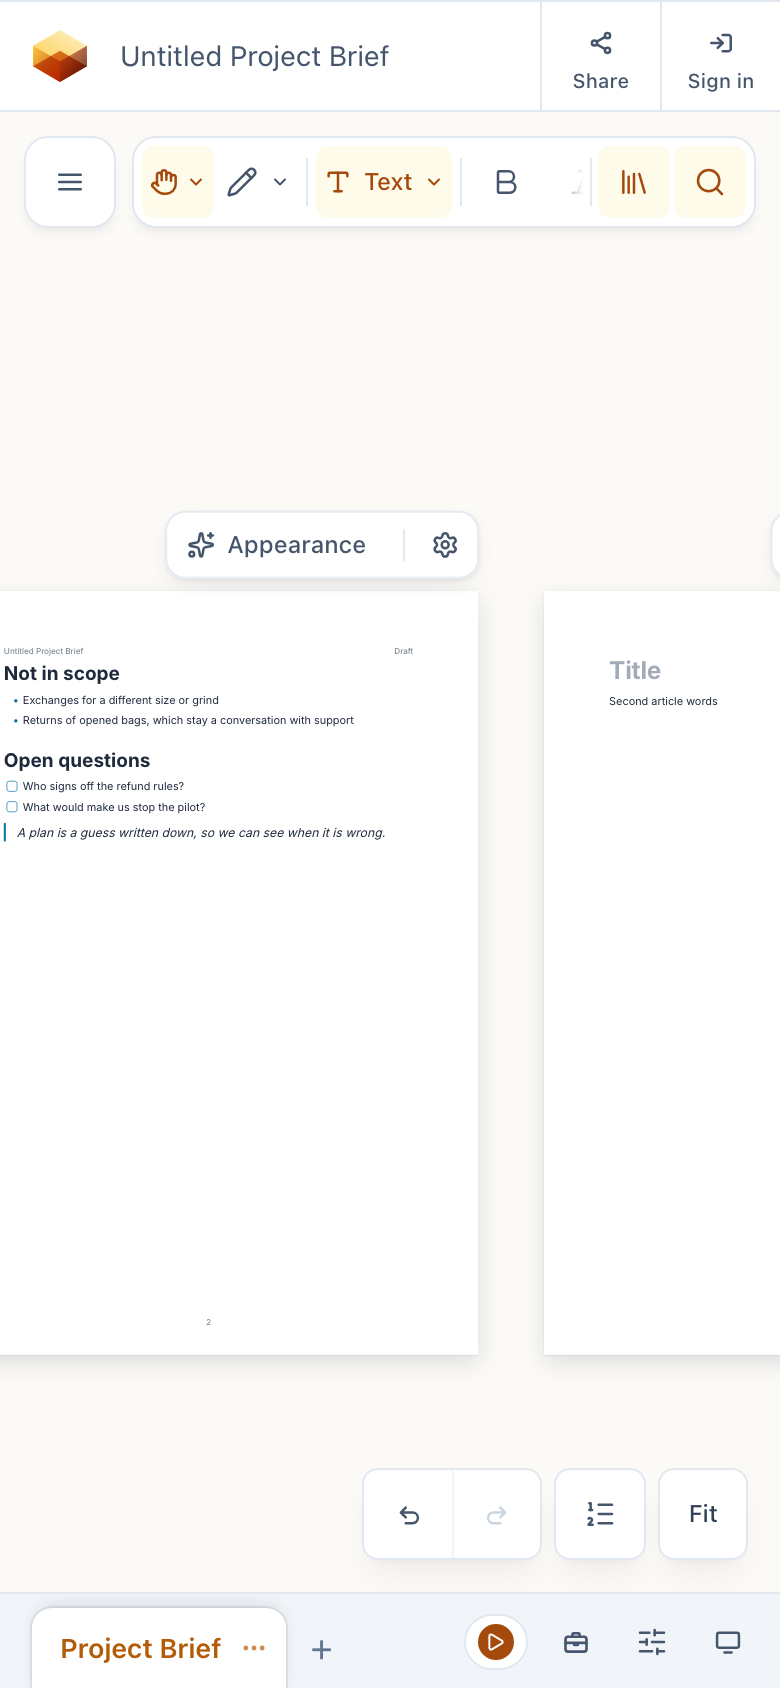 Untitled Project Brief
Share
Sign in
Text
B
Appearance
Untitled Project Brief
Draft
Not in scope
• Exchanges for a different size or grind
• Returns of opened bags, which stay a conversation with support
Open questions
Who signs off the refund rules?
What would make us stop the pilot?
A plan is a guess written down, so we can see when it is wrong.
2
Title
Second article words
Fit
Project Brief